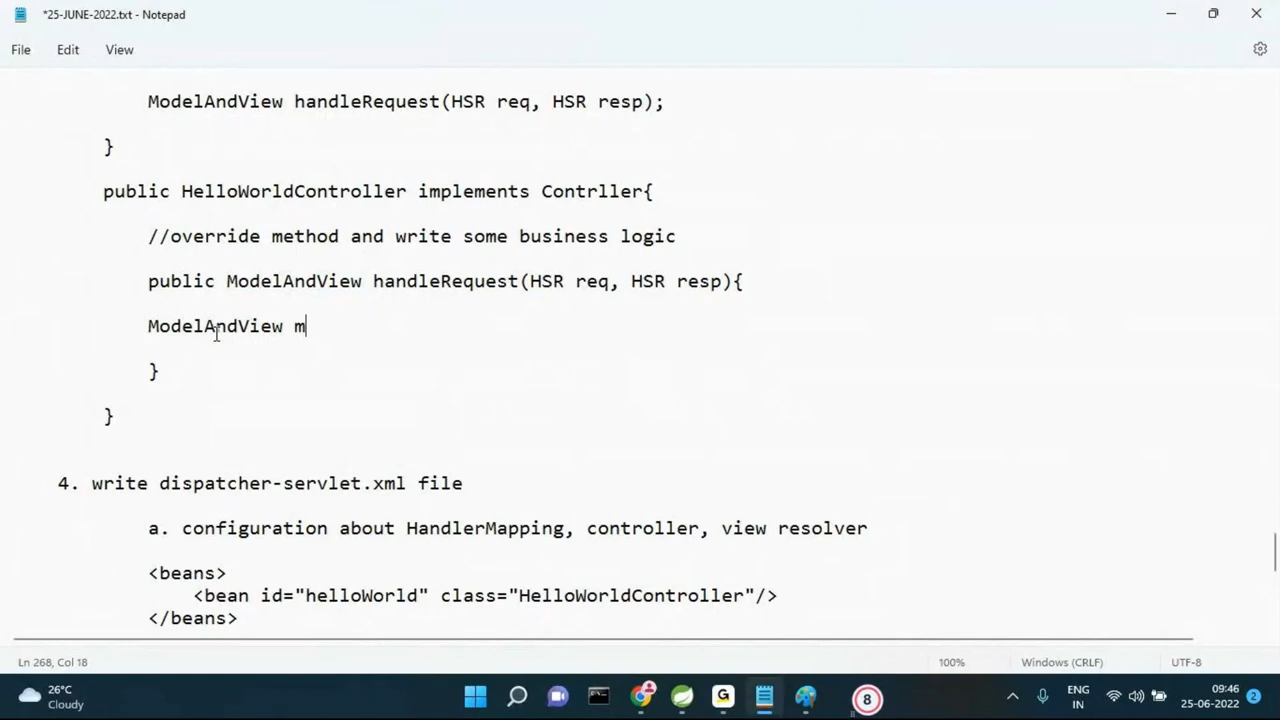 *25-JUNE-2022.txt - Notepad
File Edit View
ModelAndView handleRequest(HSR req, HSR resp);
}
public HelloWorldController implements Contrller{
//override method and write some business logic
public ModelAndView handleRequest(HSR req, HSR resp){
ModelAndView m
}
}
4. write dispatcher-servlet.xml file
a. configuration about HandlerMapping, controller, view resolver
<beans>
<bean id="helloWorld" class="HelloWorldController"/>
</beans>
Ln 268, Col 18 100% Windows (CRLF) UTF-8
26°C
Cloudy
G
8
ENG
IN
09:46
25-06-2022
2